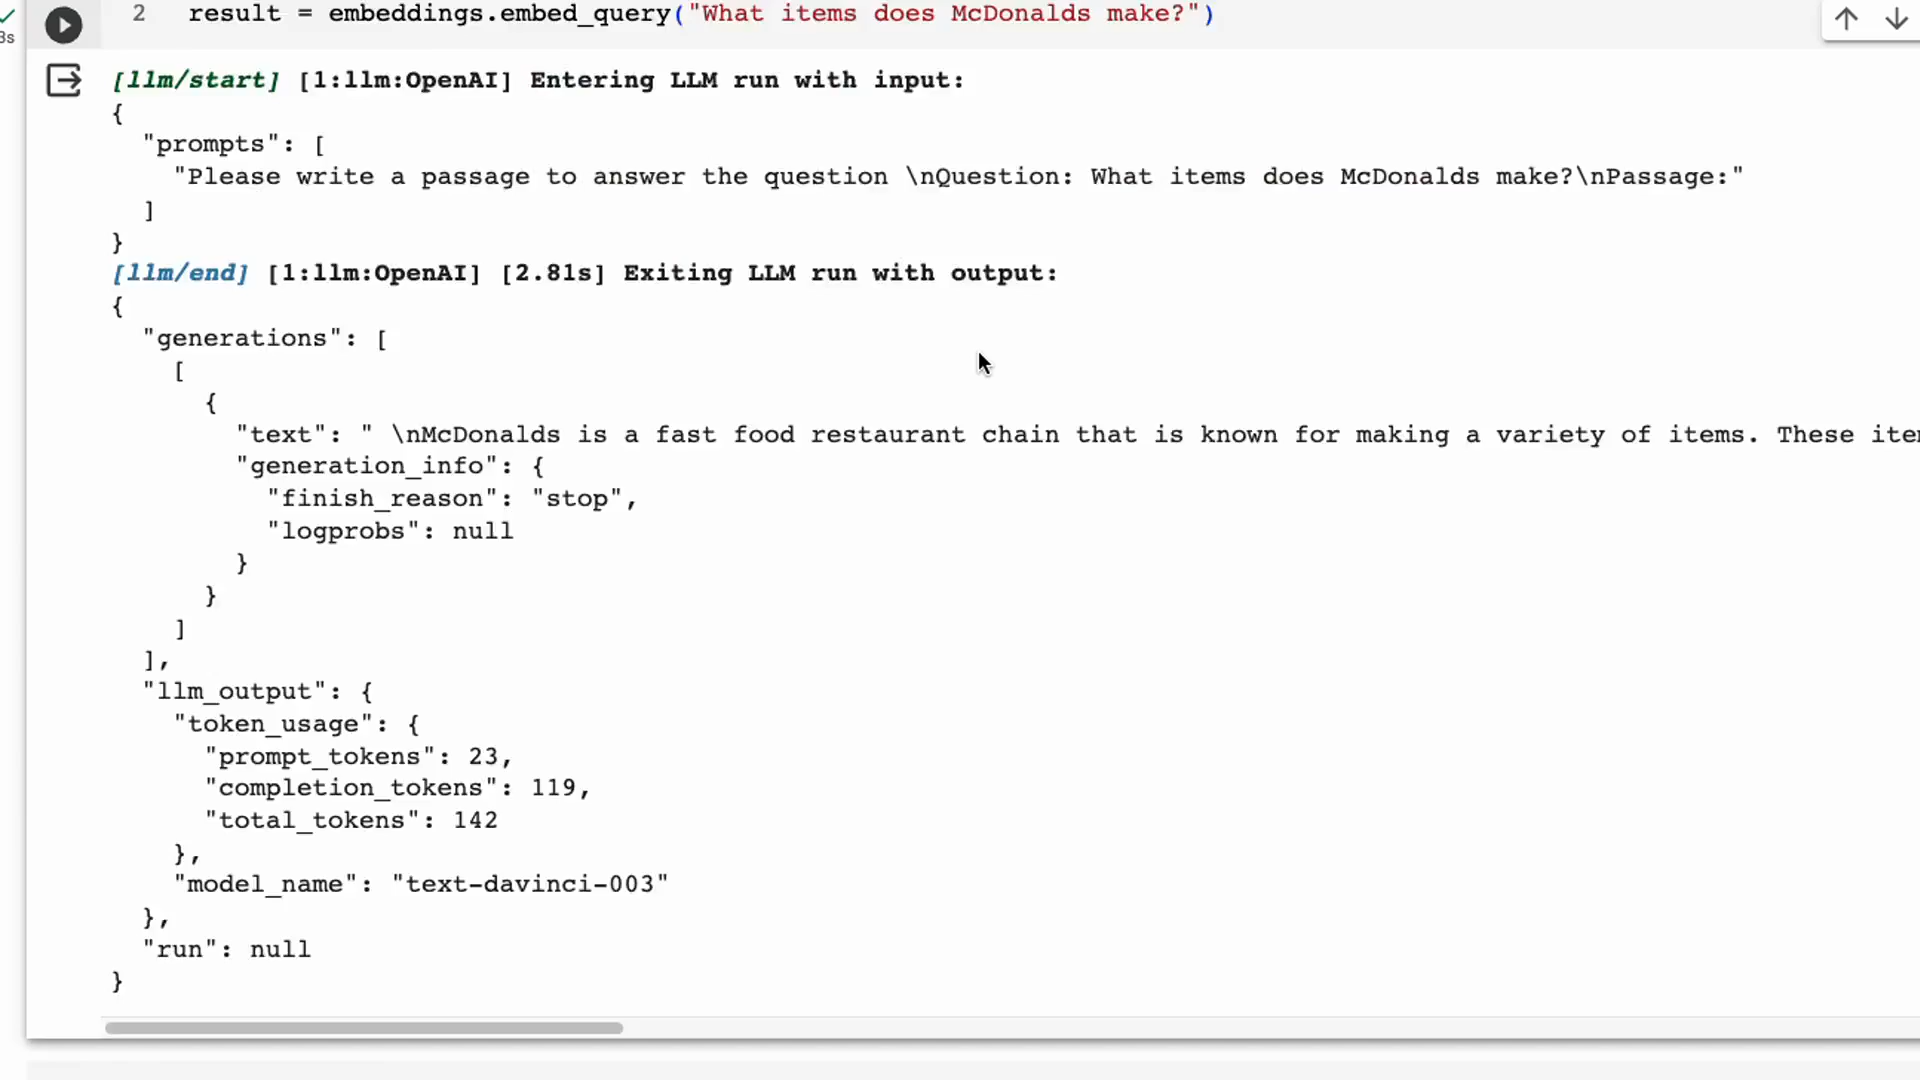 2 result = embeddings.embed_query("What items does McDonalds make?")
3s
[llm/start] [1:llm:OpenAI] Entering LLM run with input:
{
  "prompts": [
    "Please write a passage to answer the question \nQuestion: What items does McDonalds make?\nPassage:"
  ]
}
[llm/end] [1:llm:OpenAI] [2.81s] Exiting LLM run with output:
{
  "generations": [
    [
      {
        "text": " \nMcDonalds is a fast food restaurant chain that is known for making a variety of items. These
        "generation_info": {
          "finish_reason": "stop",
          "logprobs": null
        }
      }
    ]
  ],
  "llm_output": {
    "token_usage": {
      "prompt_tokens": 23,
      "completion_tokens": 119,
      "total_tokens": 142
    },
    "model_name": "text-davinci-003"
  },
  "run": null
}